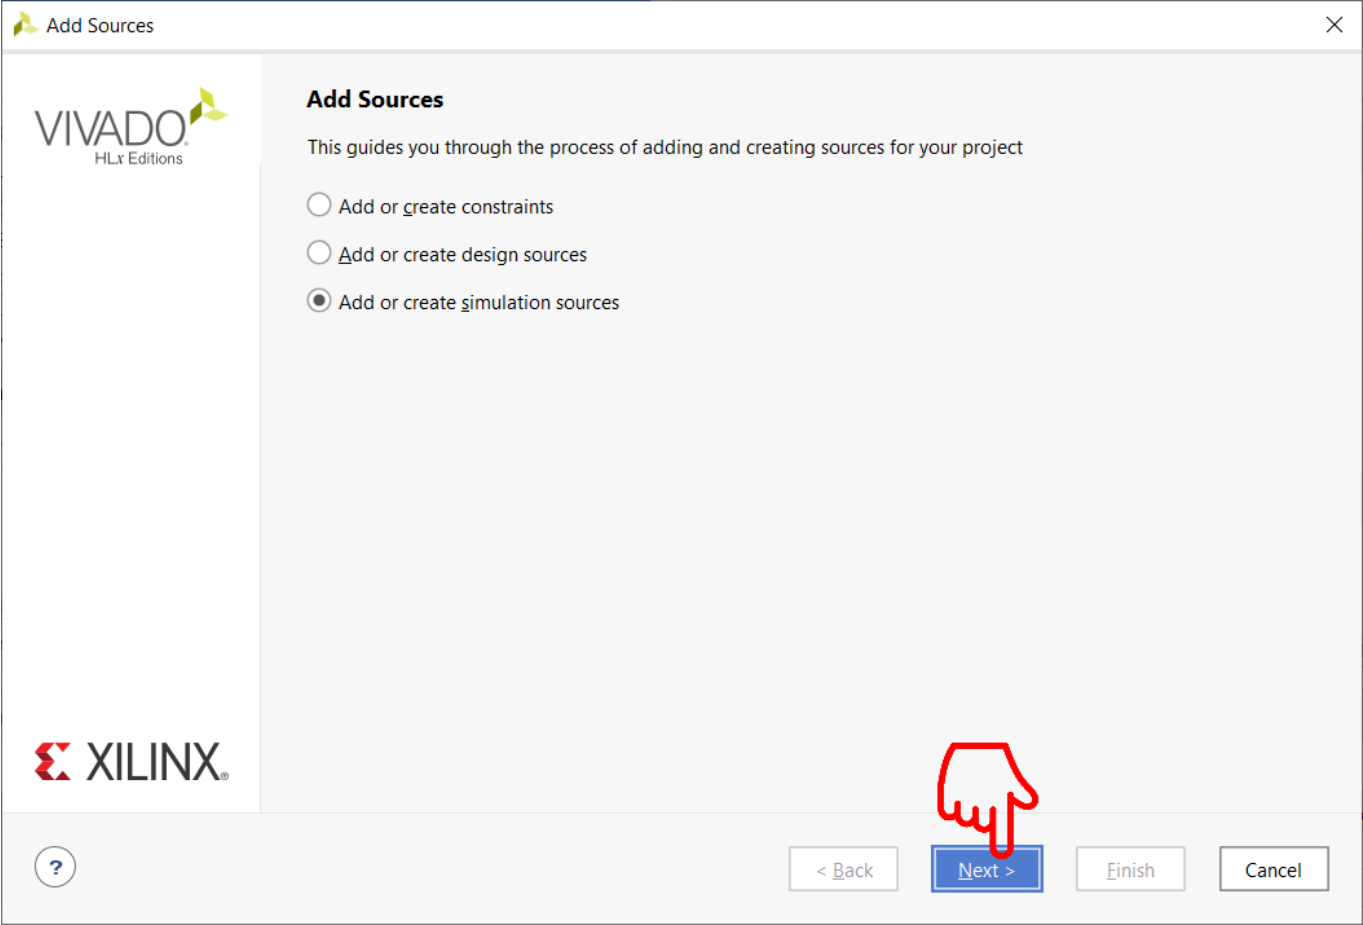 Add Sources
VIVADO.
HLx Editions
Add Sources
This guides you through the process of adding and creating sources for your project
Add or create constraints
Add or create design sources
Add or create simulation sources
XILINX®
?
< Back
Next >
Finish
Cancel